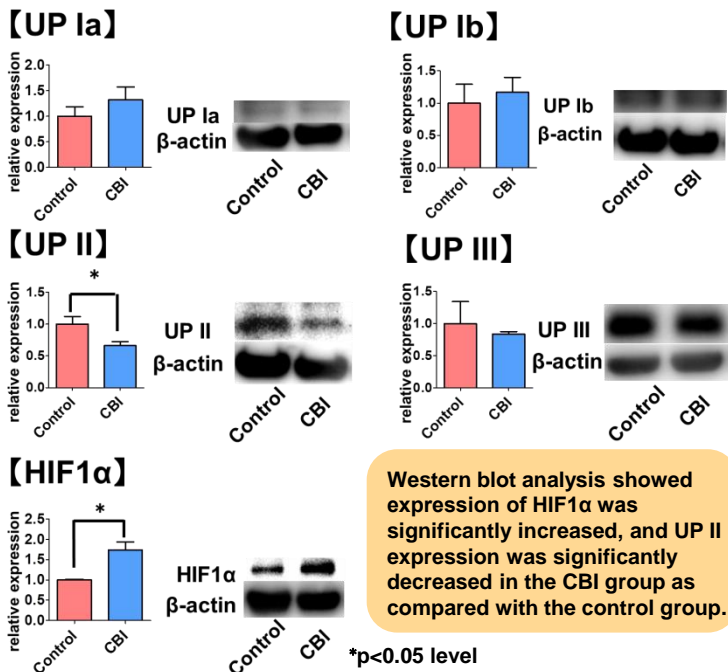 【UP Ia】
relative expression
2.0
1.5
1.0
0.5
0.0
Control
CBI
UP Ia
β-actin
Control
CBI
【UP Ib】
relative expression
1.5
1.0
0.5
0.0
Control
CBI
UP Ib
β-actin
Control
CBI
【UP II】
*
relative expression
1.5
1.0
0.5
0.0
Control
CBI
UP II
β-actin
Control
CBI
【UP III】
relative expression
1.5
1.0
0.5
0.0
Control
CBI
UP III
β-actin
Control
CBI
【HIF1α】
*
relative expression
2.5
2.0
1.5
1.0
0.5
0.0
Control
CBI
HIF1α
β-actin
Control
CBI
Western blot analysis showed
expression of HIF1α was
significantly increased, and UP II
expression was significantly
decreased in the CBI group as
compared with the control group.
*p<0.05 level